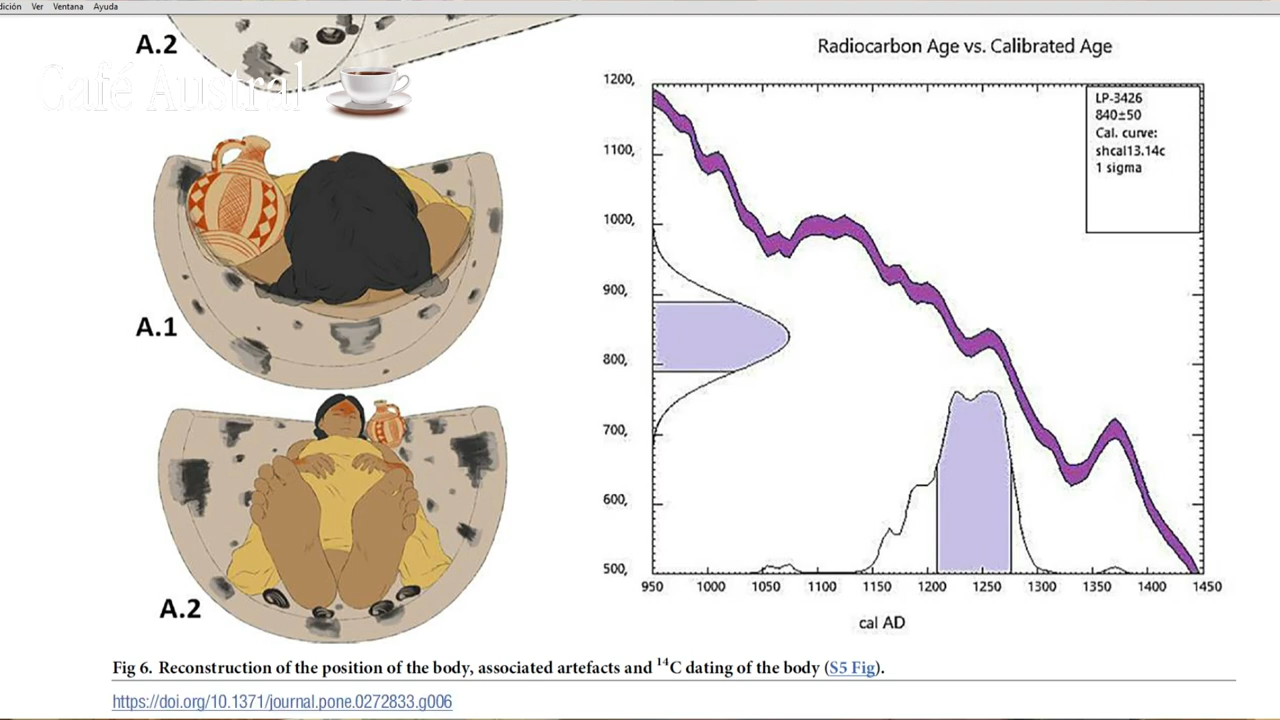 dición Ver Ventana Ayuda
A.2
Café Austral
A.1
A.2
Radiocarbon Age vs. Calibrated Age
LP-3426
840±50
Cal. curve:
shcal13.14c
1 sigma
1200,
1100,
1000,
900,
800,
700,
600,
500,
950 1000 1050 1100 1150 1200 1250 1300 1350 1400 1450
cal AD
Fig 6. Reconstruction of the position of the body, associated artefacts and ¹⁴C dating of the body (S5 Fig).
https://doi.org/10.1371/journal.pone.0272833.g006